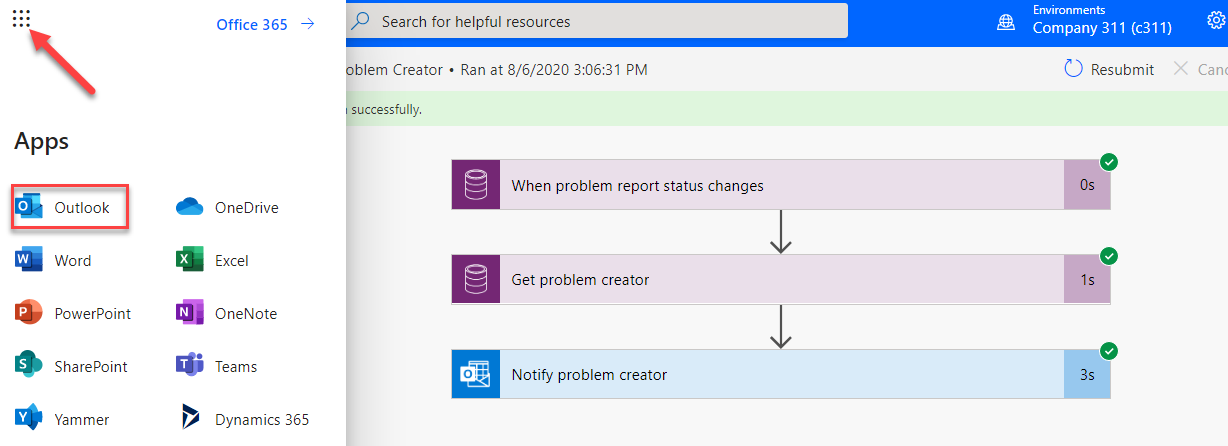 Office 365 →
Search for helpful resources
Environments
Company 311 (c311)
oblem Creator • Ran at 8/6/2020 3:06:31 PM
Resubmit
Canc
successfully.
Apps
Outlook
OneDrive
Word
Excel
PowerPoint
OneNote
SharePoint
Teams
Yammer
Dynamics 365
When problem report status changes
0s
Get problem creator
1s
Notify problem creator
3s